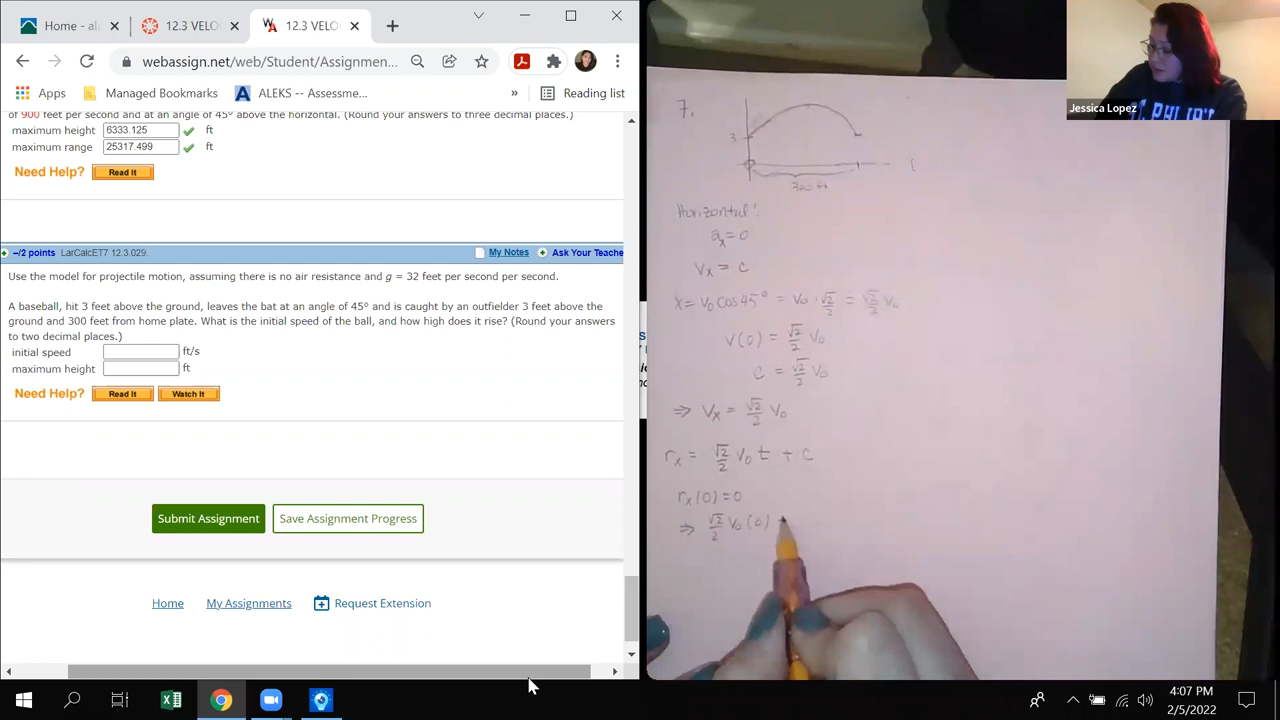 Home - al
12.3 VELO
12.3 VELO
webassign.net/web/Student/Assignmen...
Apps
Managed Bookmarks
ALEKS -- Assessme...
»
Reading list
of 900 feet per second and at an angle of 45° above the horizontal. (Round your answers to three decimal places.)
maximum height 6333.125 ft
maximum range 25317.499 ft
Need Help? Read It
–/2 points LarCalcET7 12.3.029. My Notes Ask Your Teache
Use the model for projectile motion, assuming there is no air resistance and g = 32 feet per second per second.
A baseball, hit 3 feet above the ground, leaves the bat at an angle of 45° and is caught by an outfielder 3 feet above the
ground and 300 feet from home plate. What is the initial speed of the ball, and how high does it rise? (Round your answers
to two decimal places.)
initial speed ft/s
maximum height ft
Need Help? Read It Watch It
Submit Assignment Save Assignment Progress
Home My Assignments Request Extension
4:07 PM
2/5/2022
Jessica Lopez
7.
3
300 ft
Horizontal:
aₓ = 0
vₓ = c
x = v₀ cos 45° = v₀ · √2/2 = √2/2 v₀
v(0) = √2/2 v₀
c = √2/2 v₀
⇒ vₓ = √2/2 v₀
rₓ = √2/2 v₀ t + c
rₓ(0) = 0
⇒ √2/2 v₀ (0)